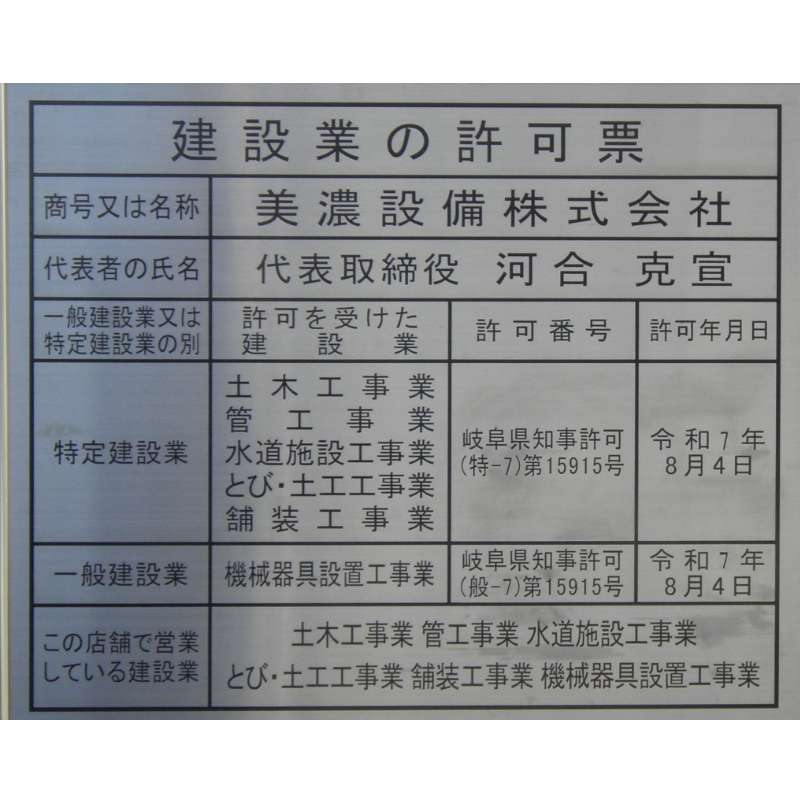 建設業の許可票
商号又は名称 美濃設備株式会社
代表者の氏名 代表取締役 河合 克宣
一般建設業又は
特定建設業の別
許可を受けた
建設業
許可番号
許可年月日
特定建設業
土木工事業
管工事業
水道施設工事業
とび・土工工事業
舗装工事業
岐阜県知事許可
(特-7)第15915号
令和7年
8月4日
一般建設業
機械器具設置工事業
岐阜県知事許可
(般-7)第15915号
令和7年
8月4日
この店舗で営業
している建設業
土木工事業 管工事業 水道施設工事業
とび・土工工事業 舗装工事業 機械器具設置工事業